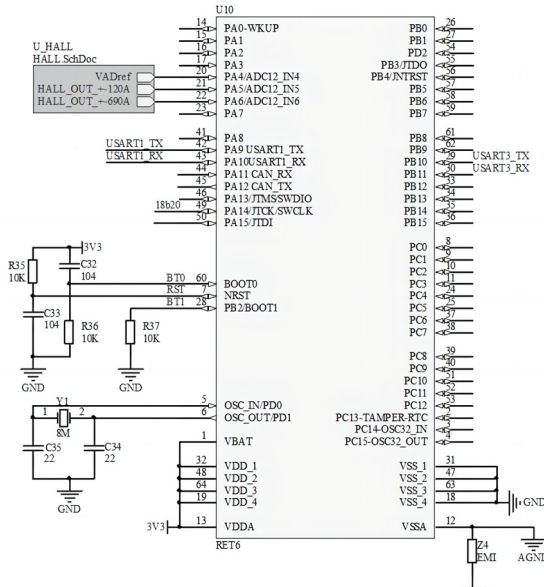 U10
U_HALL
HALL.SchDoc
VADref
HALL_OUT_+-120A
HALL_OUT_+-690A
14 PA0-WKUP
15 PA1
16 PA2
17 PA3
20 PA4/ADC12_IN4
21 PA5/ADC12_IN5
22 PA6/ADC12_IN6
23 PA7
41 PA8
USART1_TX 42 PA9 USART1_TX
USART1_RX 43 PA10USART1_RX
44 PA11 CAN_RX
45 PA12 CAN_TX
46 PA13/JTMS/SWDIO
18b20 49 PA14/JTCK/SWCLK
50 PA15/JTDI
3V3
R35
10K
C32
104
BT0 60 BOOT0
RST 7 NRST
BT1 28 PB2/BOOT1
C33
104
R36
10K
R37
10K
GND
GND
5 OSC_IN/PD0
6 OSC_OUT/PD1
1 Y1 2
8M
C35
22
C34
22
GND
1 VBAT
32 VDD_1
48 VDD_2
64 VDD_3
19 VDD_4
3V3 13 VDDA
RET6
PB0 26
PB1 27
PD2 54
PB3/JTDO 55
PB4/JNTRST 56
PB5 57
PB6 58
PB7 59
PB8 61
PB9 62
PB10 29 USART3_TX
PB11 30 USART3_RX
PB12 33
PB13 34
PB14 35
PB15 36
PC0 8
PC1 9
PC2 10
PC3 11
PC4 24
PC5 25
PC6 37
PC7 38
PC8 39
PC9 40
PC10 51
PC11 52
PC12 53
PC13-TAMPER-RTC 2
PC14-OSC32_IN 3
PC15-OSC32_OUT 4
VSS_1 31
VSS_2 47
VSS_3 63
VSS_4 18
GND
VSSA 12
Z4
EMI
AGND